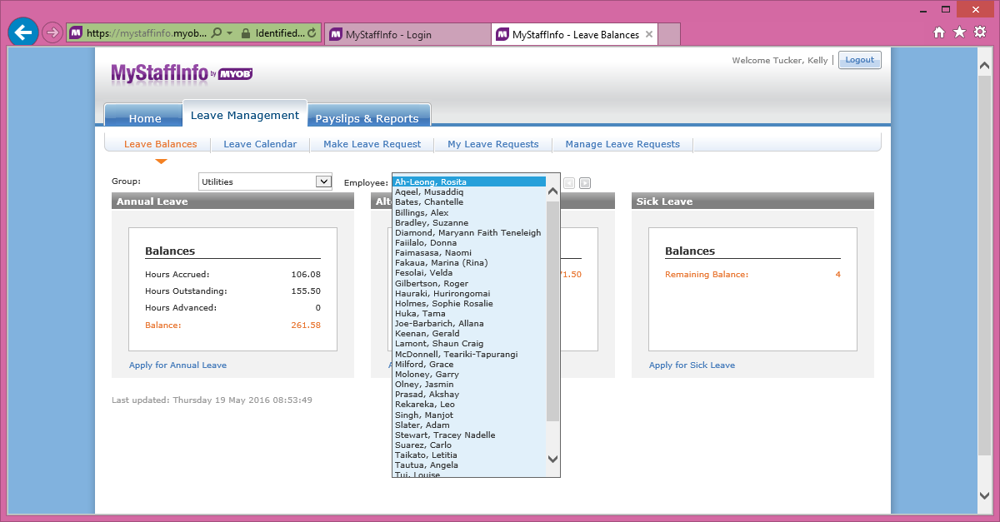 https://mystaffinfo.myob... Identified... MyStaffInfo - Login MyStaffInfo - Leave Balances
Welcome Tucker, Kelly | Logout
MyStaffInfo by MYOB
Home Leave Management Payslips & Reports
Leave Balances Leave Calendar Make Leave Request My Leave Requests Manage Leave Requests
Group: Utilities Employee:
Ah-Leong, Rosita
Aqeel, Musaddiq
Bates, Chantelle
Billings, Alex
Bradley, Suzanne
Diamond, Maryann Faith Teneleigh
Faiilalo, Donna
Faimasasa, Naomi
Fakaua, Marina (Rina)
Fesolai, Velda
Gilbertson, Roger
Hauraki, Hurirongomai
Holmes, Sophie Rosalie
Huka, Tama
Joe-Barbarich, Allana
Keenan, Gerald
Lamont, Shaun Craig
McDonnell, Teariki-Tapurangi
Milford, Grace
Moloney, Garry
Olney, Jasmin
Prasad, Akshay
Rekareka, Leo
Singh, Manjot
Slater, Adam
Stewart, Tracey Nadelle
Suarez, Carlo
Taikato, Letitia
Tautua, Angela
Tui, Louise
Annual Leave
Balances
Hours Accrued: 106.08
Hours Outstanding: 155.50
Hours Advanced: 0
Balance: 261.58
Apply for Annual Leave
Alt
71.50
Sick Leave
Balances
Remaining Balance: 4
Apply for Sick Leave
Last updated: Thursday 19 May 2016 08:53:49